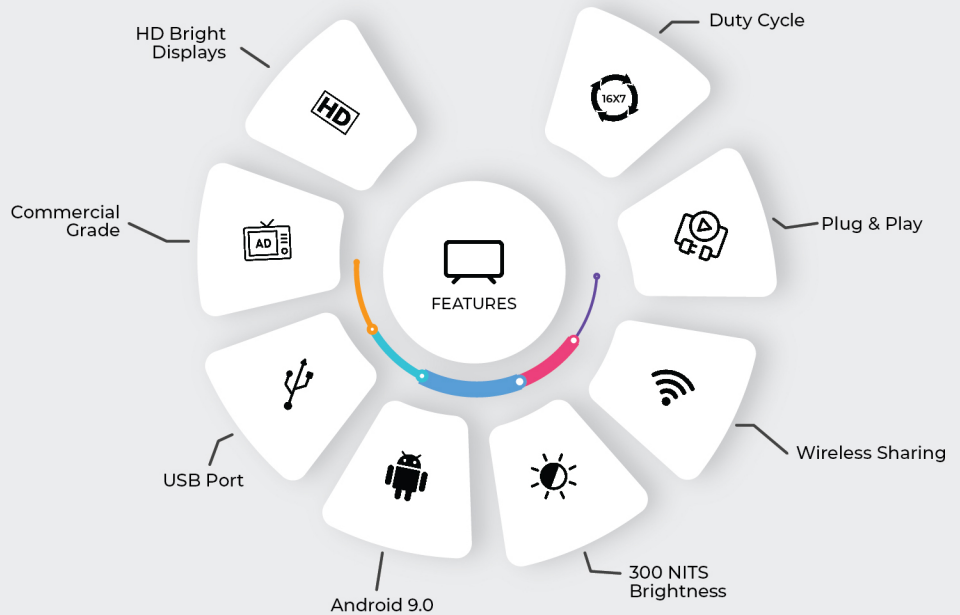 HD Bright
Displays
HD
Duty Cycle
16X7
Commercial
Grade
AD
Plug & Play
FEATURES
USB Port
Wireless Sharing
Android 9.0
300 NITS
Brightness